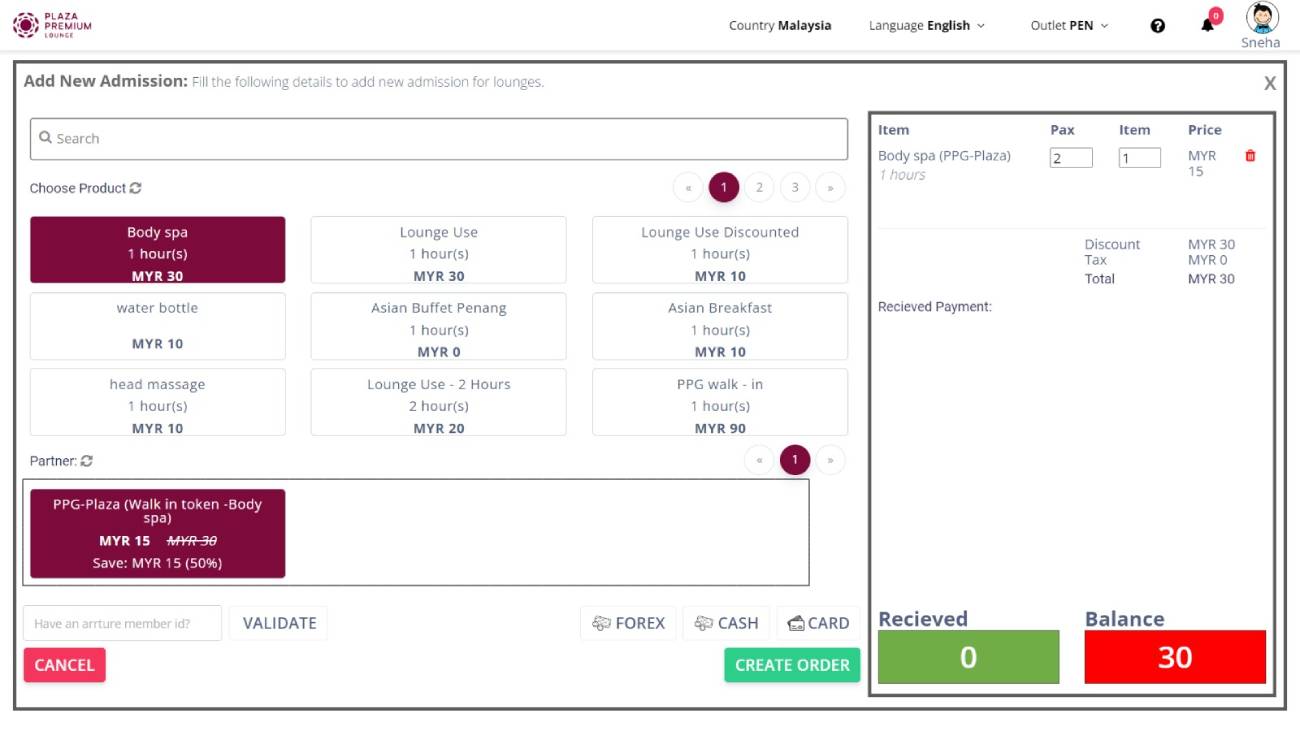 PLAZA
PREMIUM
LOUNGE
Country Malaysia
Language English
Outlet PEN
0
Sneha
Add New Admission: Fill the following details to add new admission for lounges.
X
Search
Choose Product
« 1 2 3 »
Body spa
1 hour(s)
MYR 30
Lounge Use
1 hour(s)
MYR 30
Lounge Use Discounted
1 hour(s)
MYR 10
water bottle
MYR 10
Asian Buffet Penang
1 hour(s)
MYR 0
Asian Breakfast
1 hour(s)
MYR 10
head massage
1 hour(s)
MYR 10
Lounge Use - 2 Hours
2 hour(s)
MYR 20
PPG walk - in
1 hour(s)
MYR 90
Partner:
« 1 »
PPG-Plaza (Walk in token -Body
spa)
MYR 15 MYR 30
Save: MYR 15 (50%)
Have an arrture member id?
VALIDATE
FOREX
CASH
CARD
CANCEL
CREATE ORDER
Item Pax Item Price
Body spa (PPG-Plaza) 2 1 MYR
15
1 hours
Discount MYR 30
Tax MYR 0
Total MYR 30
Recieved Payment:
Recieved
0
Balance
30